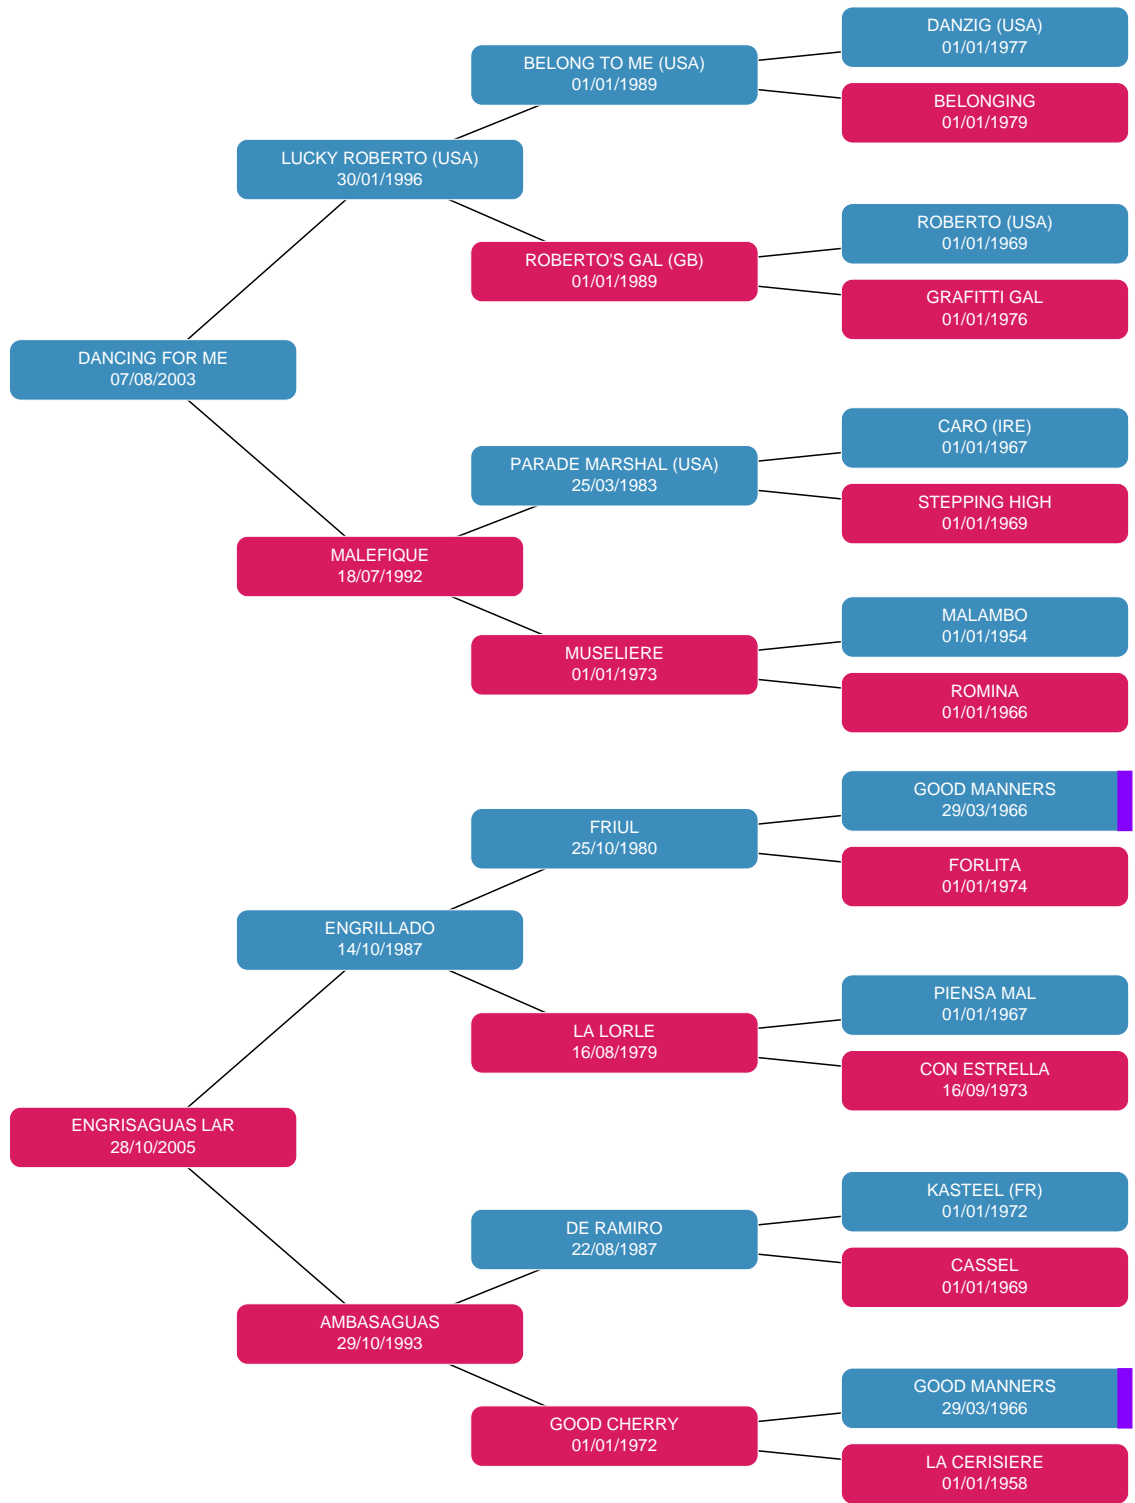 DANZIG (USA)
01/01/1977
BELONG TO ME (USA)
01/01/1989
BELONGING
01/01/1979
LUCKY ROBERTO (USA)
30/01/1996
ROBERTO (USA)
01/01/1969
ROBERTO'S GAL (GB)
01/01/1989
GRAFITTI GAL
01/01/1976
DANCING FOR ME
07/08/2003
CARO (IRE)
01/01/1967
PARADE MARSHAL (USA)
25/03/1983
STEPPING HIGH
01/01/1969
MALEFIQUE
18/07/1992
MALAMBO
01/01/1954
MUSELIERE
01/01/1973
ROMINA
01/01/1966
GOOD MANNERS
29/03/1966
FRIUL
25/10/1980
FORLITA
01/01/1974
ENGRILLADO
14/10/1987
PIENSA MAL
01/01/1967
LA LORLE
16/08/1979
CON ESTRELLA
16/09/1973
ENGRISAGUAS LAR
28/10/2005
KASTEEL (FR)
01/01/1972
DE RAMIRO
22/08/1987
CASSEL
01/01/1969
AMBASAGUAS
29/10/1993
GOOD MANNERS
29/03/1966
GOOD CHERRY
01/01/1972
LA CERISIERE
01/01/1958